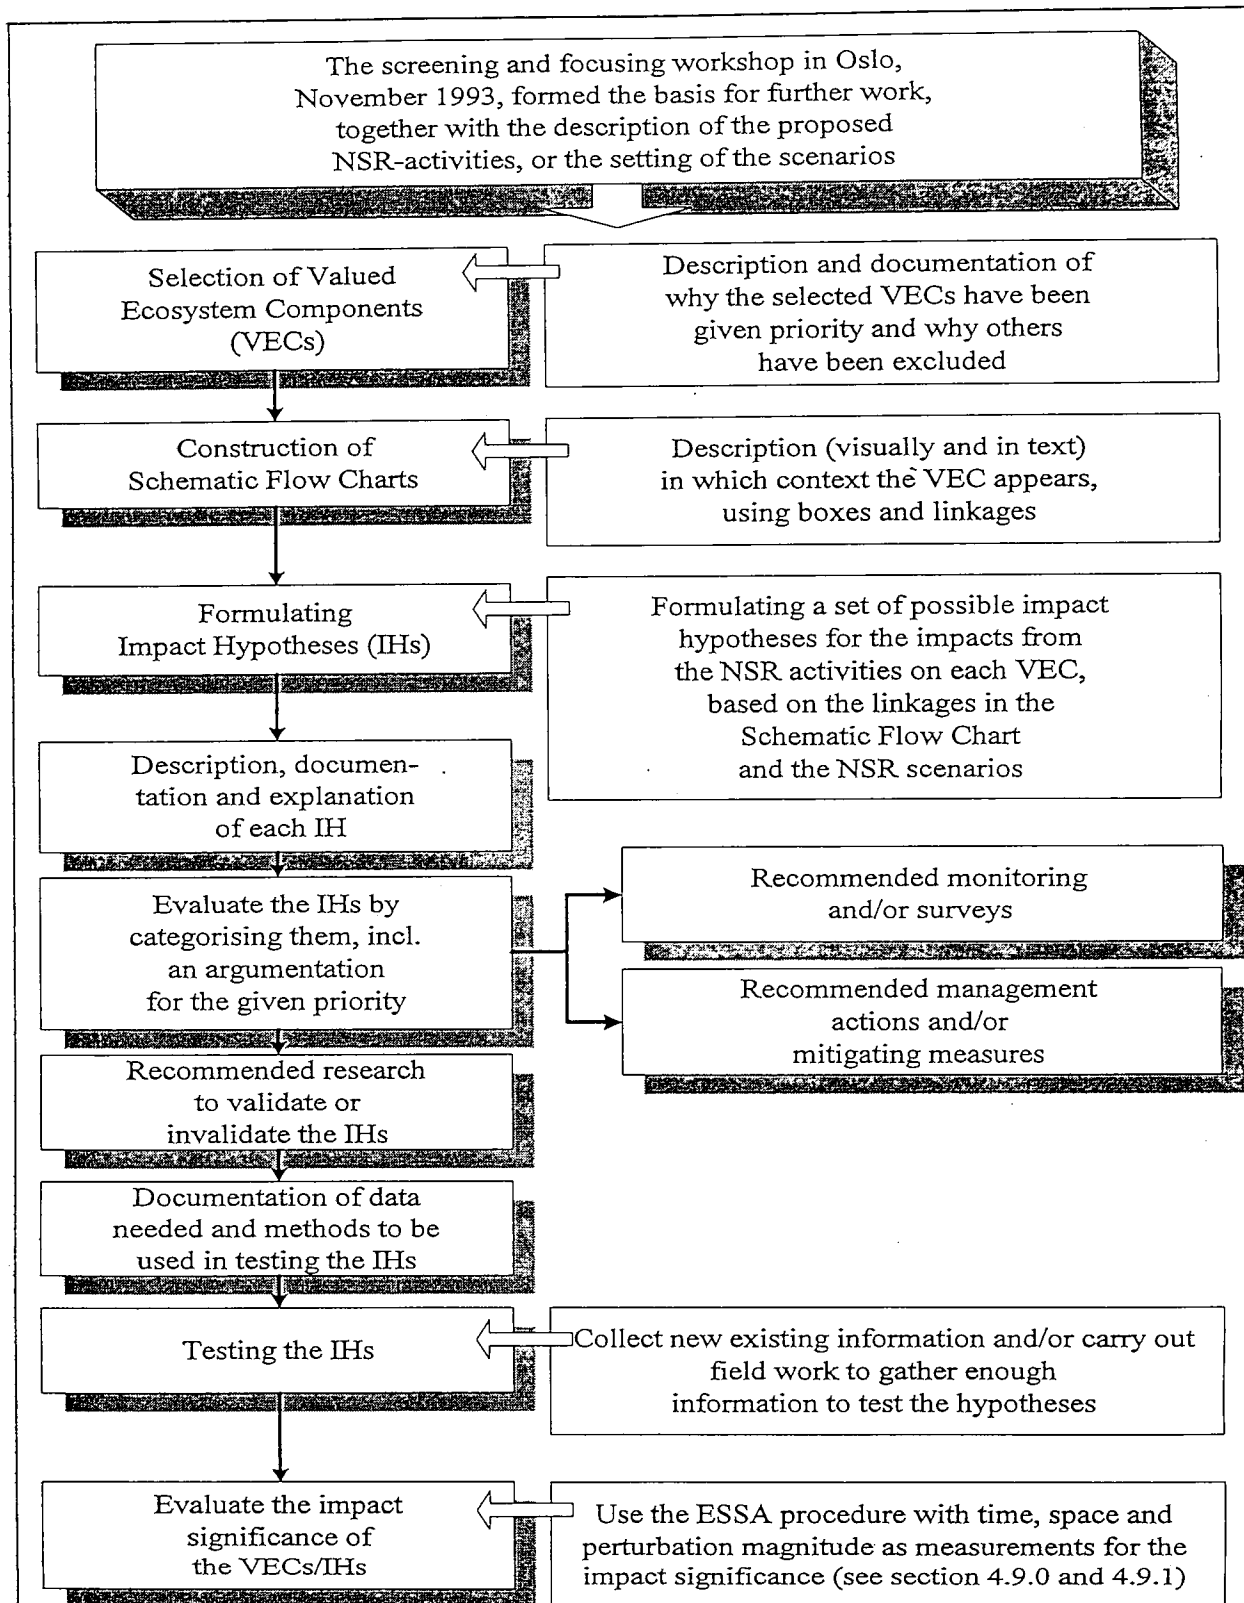 The screening and focusing workshop in Oslo,
November 1993, formed the basis for further work,
together with the description of the proposed
NSR-activities, or the setting of the scenarios
Selection of Valued
Ecosystem Components
(VECs)
Description and documentation of
why the selected VECs have been
given priority and why others
have been excluded
Construction of
Schematic Flow Charts
Description (visually and in text)
in which context the VEC appears,
using boxes and linkages
Formulating
Impact Hypotheses (IHs)
Formulating a set of possible impact
hypotheses for the impacts from
the NSR activities on each VEC,
based on the linkages in the
Schematic Flow Chart
and the NSR scenarios
Description, documen-
tation and explanation
of each IH
Evaluate the IHs by
categorising them, incl.
an argumentation
for the given priority
Recommended monitoring
and/or surveys
Recommended management
actions and/or
mitigating measures
Recommended research
to validate or
invalidate the IHs
Documentation of data
needed and methods to be
used in testing the IHs
Testing the IHs
Collect new existing information and/or carry out
field work to gather enough
information to test the hypotheses
Evaluate the impact
significance of
the VECs/IHs
Use the ESSA procedure with time, space and
perturbation magnitude as measurements for the
impact significance (see section 4.9.0 and 4.9.1)